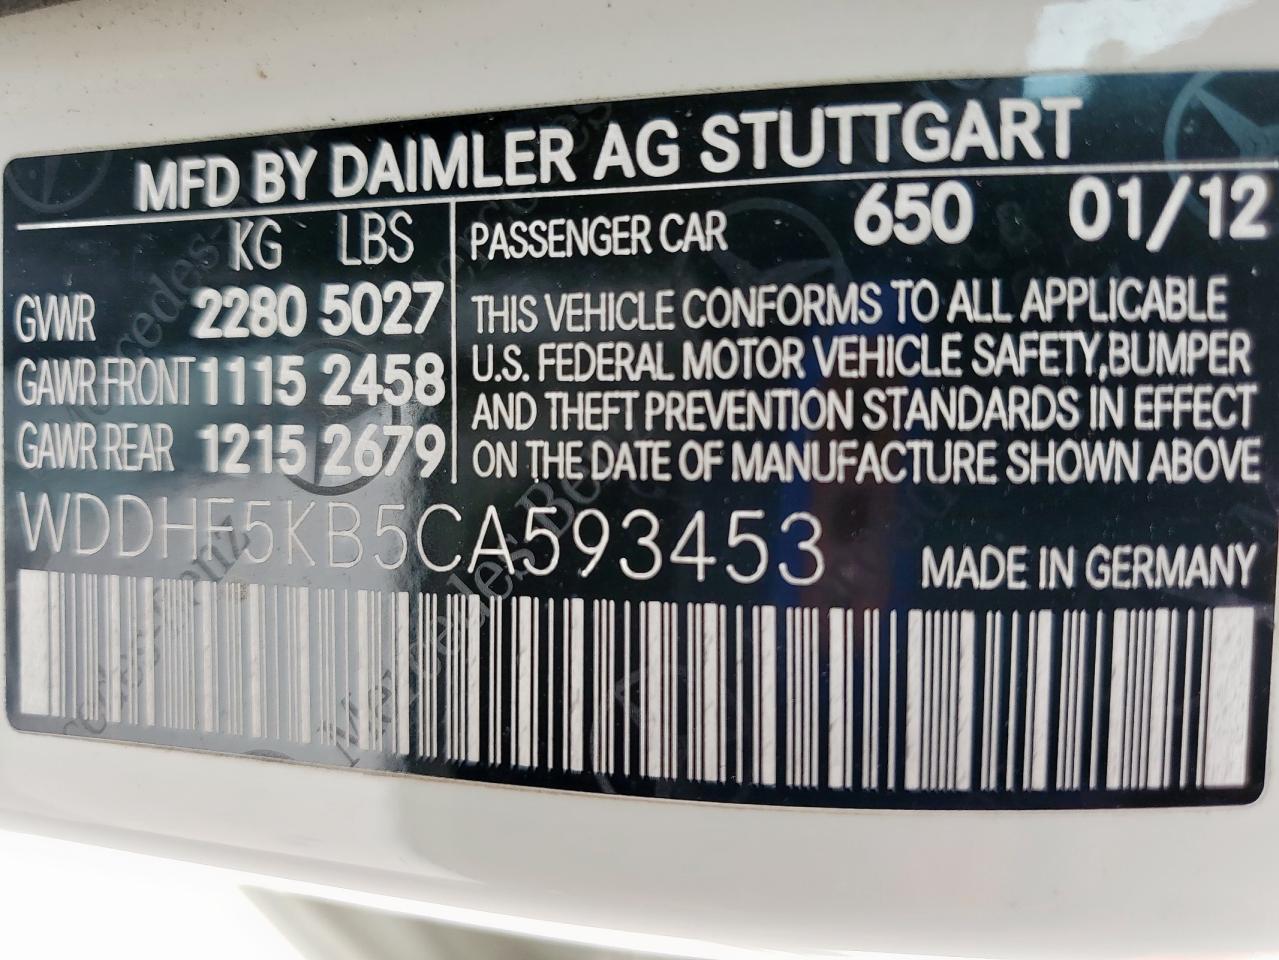 MFD BY DAIMLER AG STUTTGART
KG LBS
GVWR 2280 5027
GAWR FRONT 1115 2458
GAWR REAR 1215 2679
PASSENGER CAR 650 01/12
THIS VEHICLE CONFORMS TO ALL APPLICABLE
U.S. FEDERAL MOTOR VEHICLE SAFETY,BUMPER
AND THEFT PREVENTION STANDARDS IN EFFECT
ON THE DATE OF MANUFACTURE SHOWN ABOVE
WDDHF5KB5CA593453
MADE IN GERMANY